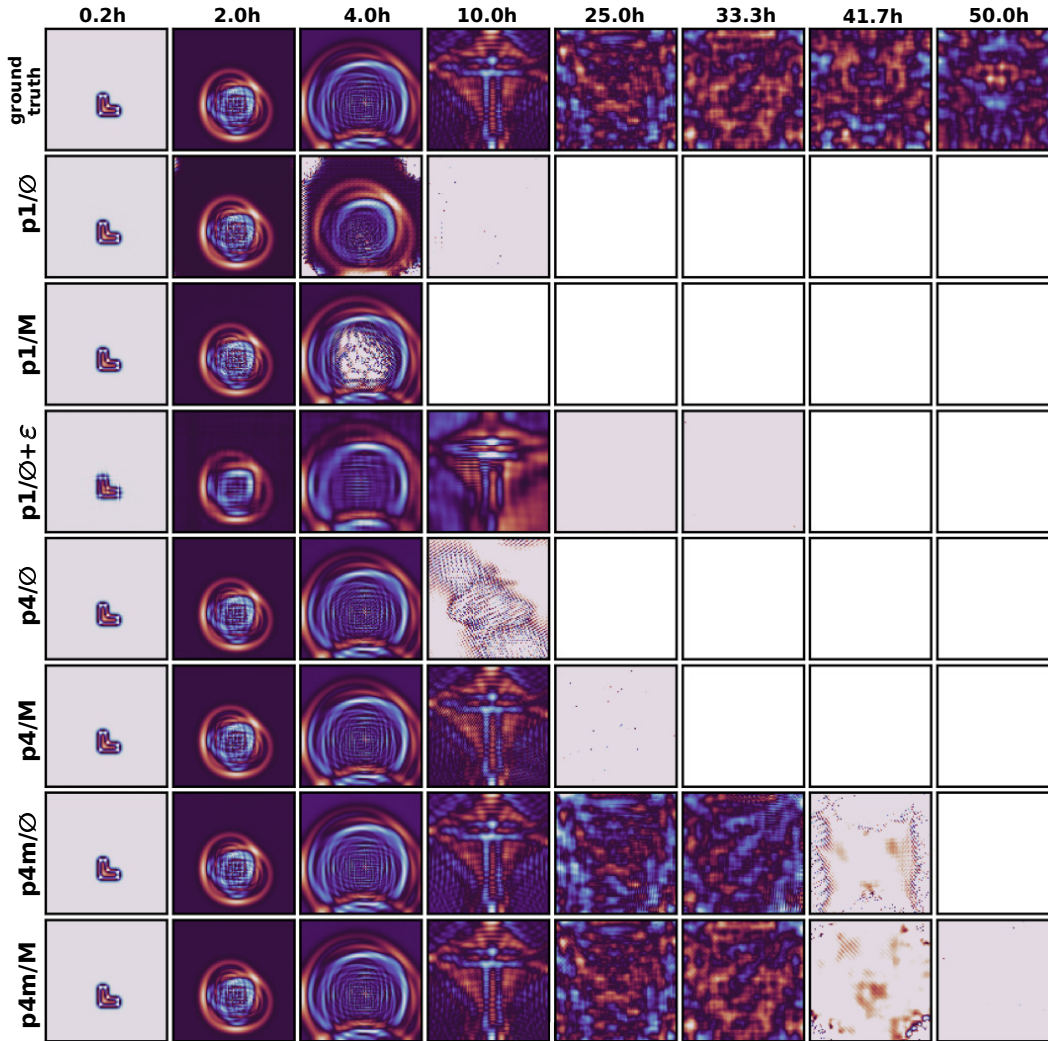 0.2h 2.0h 4.0h 10.0h 25.0h 33.3h 41.7h 50.0h
ground
truth
p1/∅
p1/M
p1/∅+ε
p4/∅
p4/M
p4m/∅
p4m/M